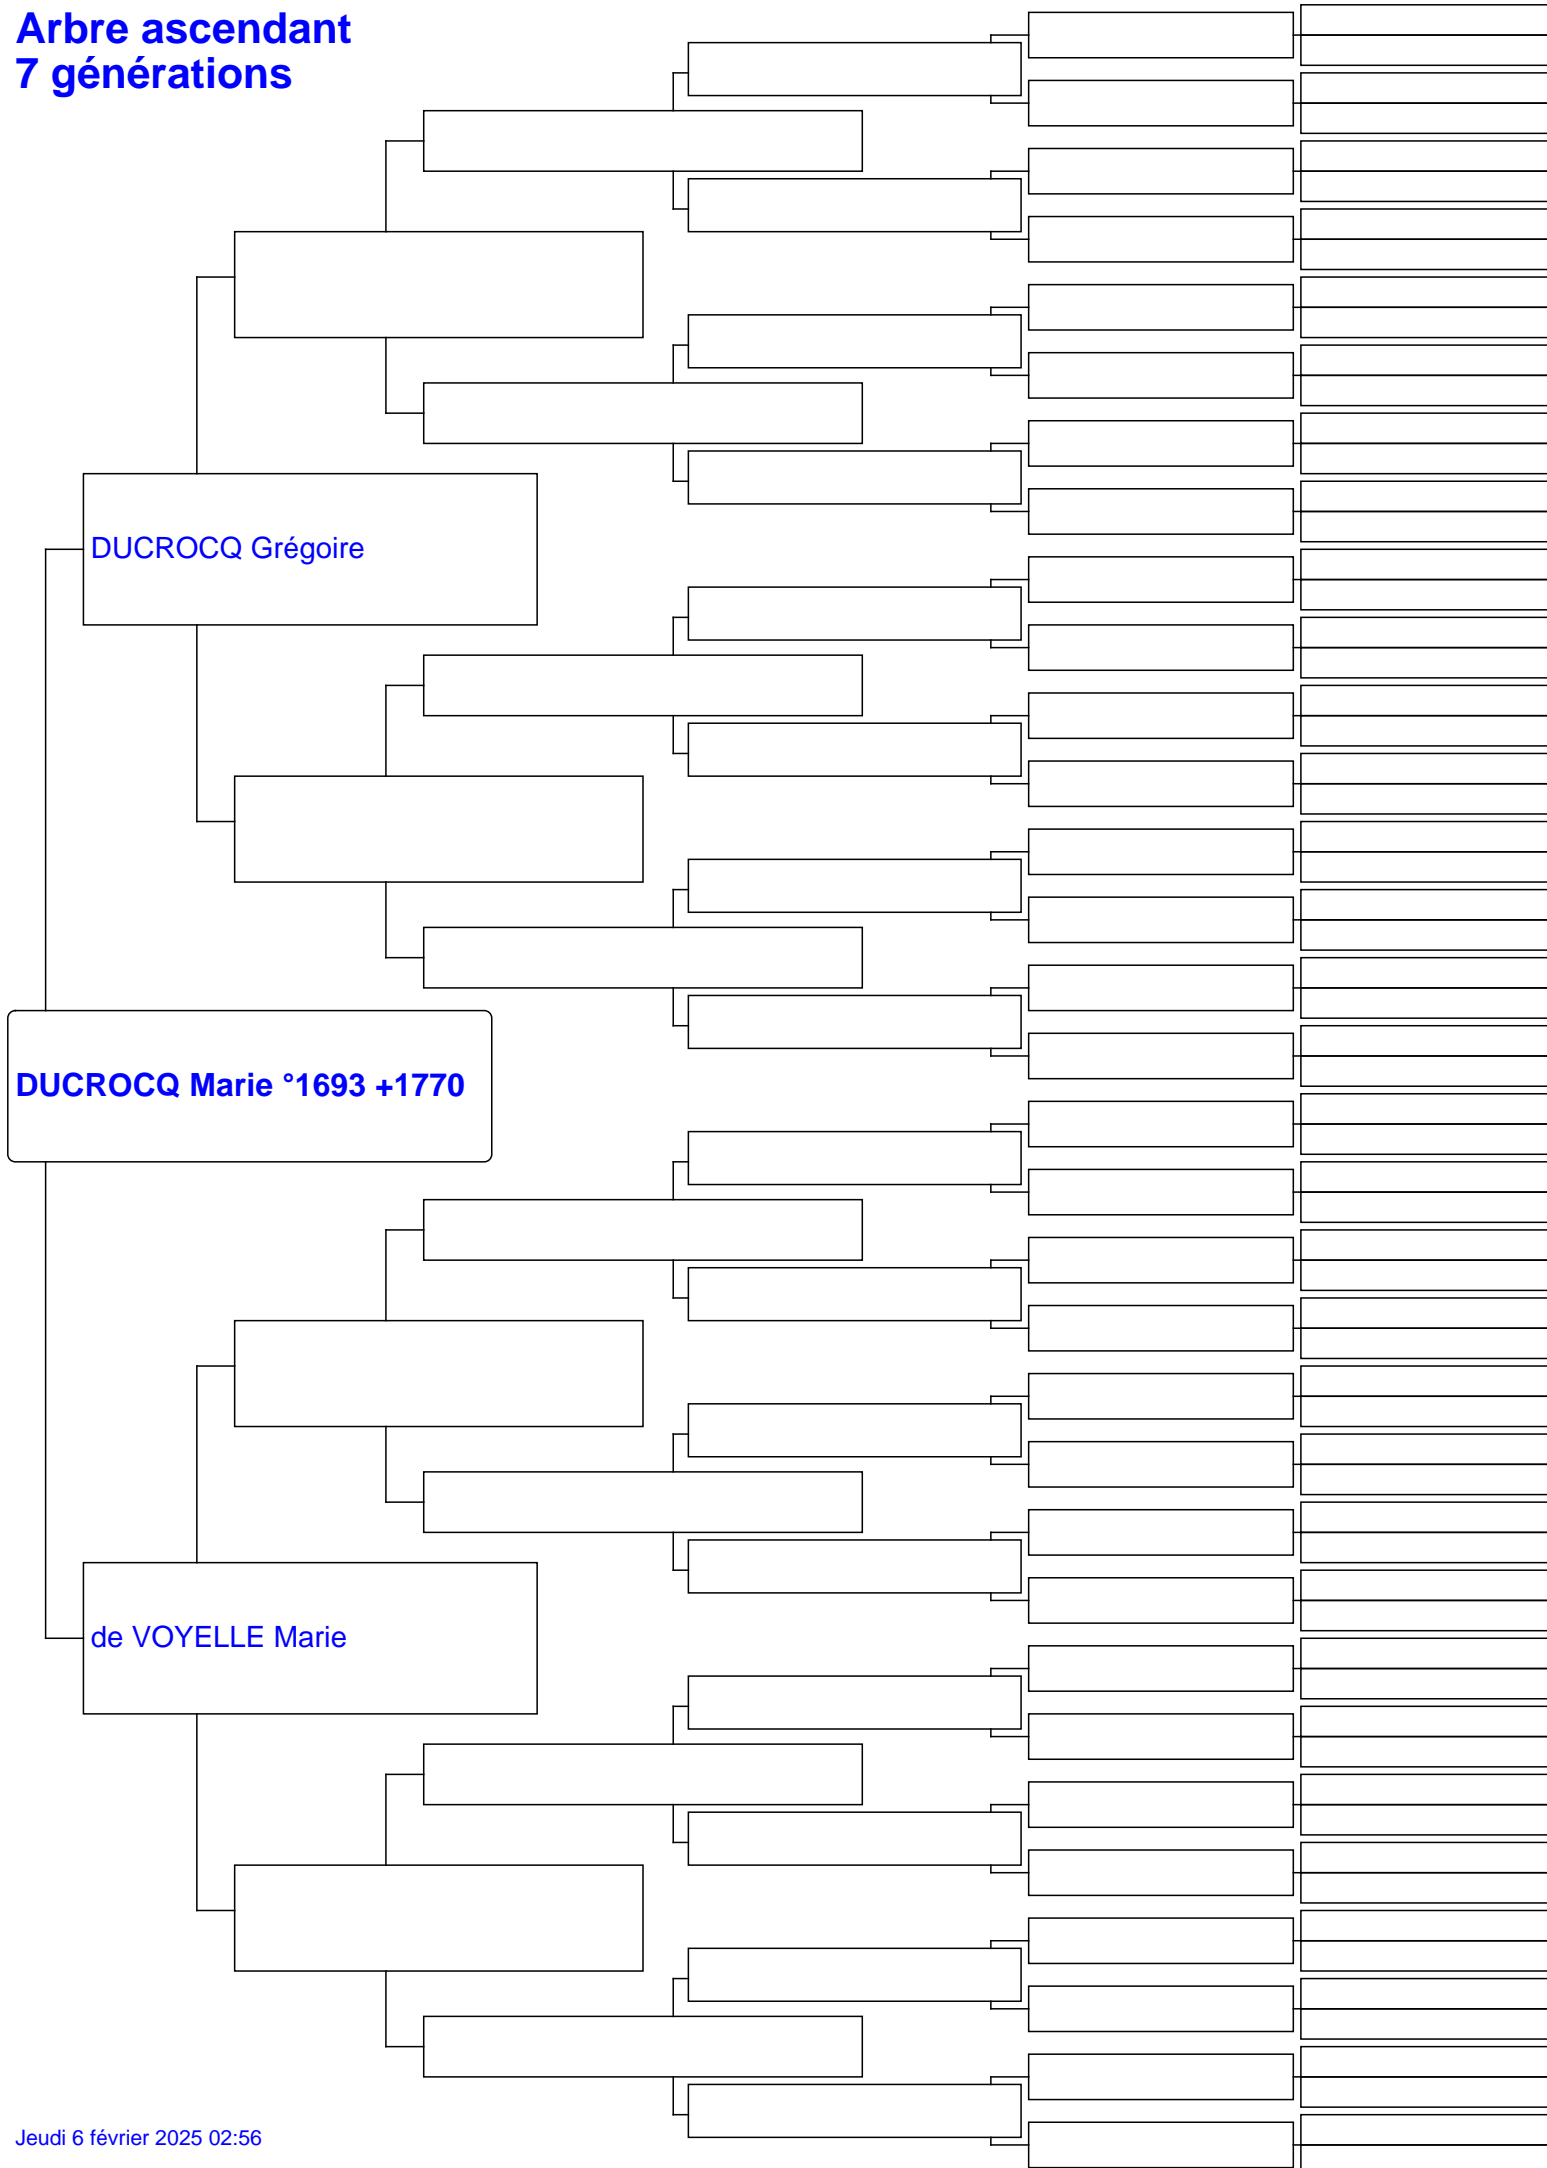 Arbre ascendant
7 générations
DUCROCQ Grégoire
DUCROCQ Marie °1693 +1770
de VOYELLE Marie
Jeudi 6 février 2025 02:56